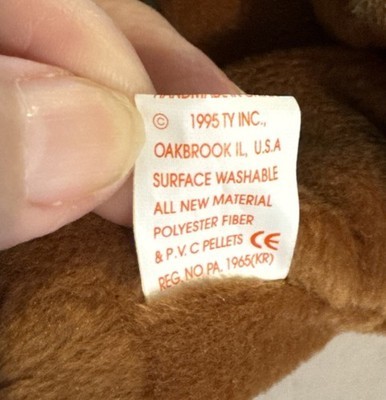 © 1995 TY INC.,
OAKBROOK IL, U.S.A
SURFACE WASHABLE
ALL NEW MATERIAL
POLYESTER FIBER
& P.V.C PELLETS CE
REG. NO PA. 1965(KR)